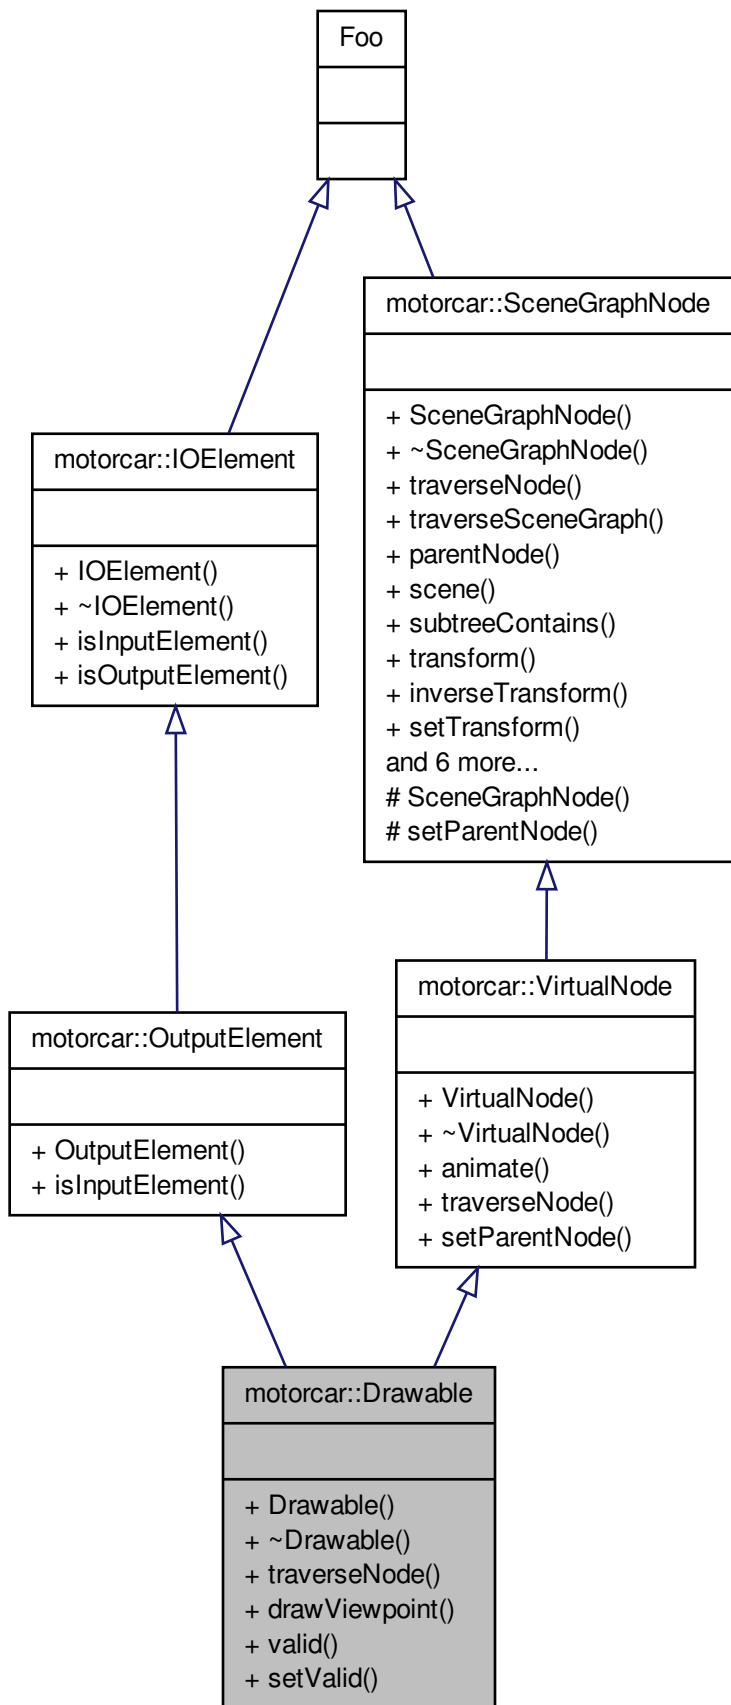 Foo
motorcar::SceneGraphNode
+ SceneGraphNode()
+ ~SceneGraphNode()
+ traverseNode()
+ traverseSceneGraph()
+ parentNode()
+ scene()
+ subtreeContains()
+ transform()
+ inverseTransform()
+ setTransform()
and 6 more...
# SceneGraphNode()
# setParentNode()
motorcar::IOElement
+ IOElement()
+ ~IOElement()
+ isInputElement()
+ isOutputElement()
motorcar::OutputElement
+ OutputElement()
+ isInputElement()
motorcar::VirtualNode
+ VirtualNode()
+ ~VirtualNode()
+ animate()
+ traverseNode()
+ setParentNode()
motorcar::Drawable
+ Drawable()
+ ~Drawable()
+ traverseNode()
+ drawViewpoint()
+ valid()
+ setValid()